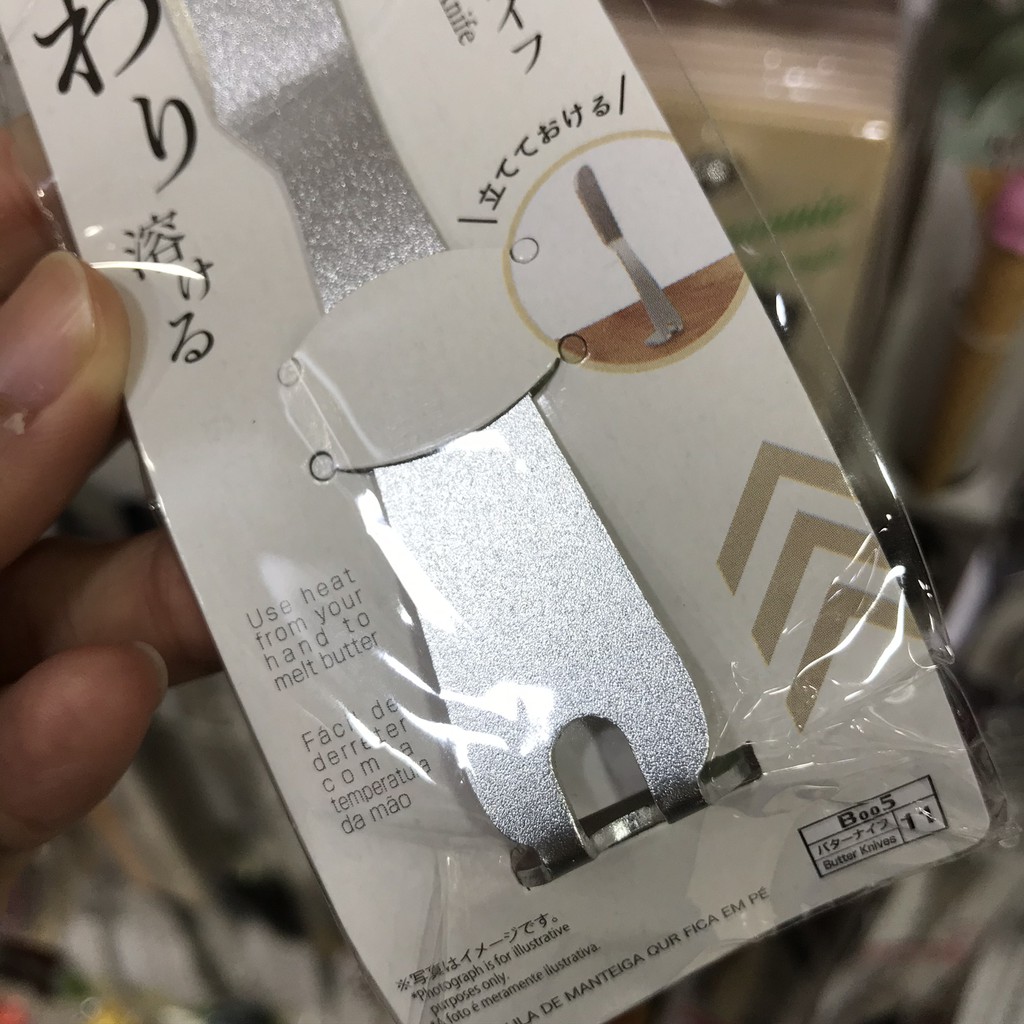 わり
溶ける
イフ
knife
\立てておける/
Use heat
from your
hand to
melt butter
Fácil de
derreter
com a
temperatura
da mão
B005
バターナイフ
Butter Knives
11
※写真はイメージです。
*Photograph is for illustrative
purposes only.
A foto é meramente ilustrativa.
ULA DE MANTEIGA QUR FICA EM PÉ